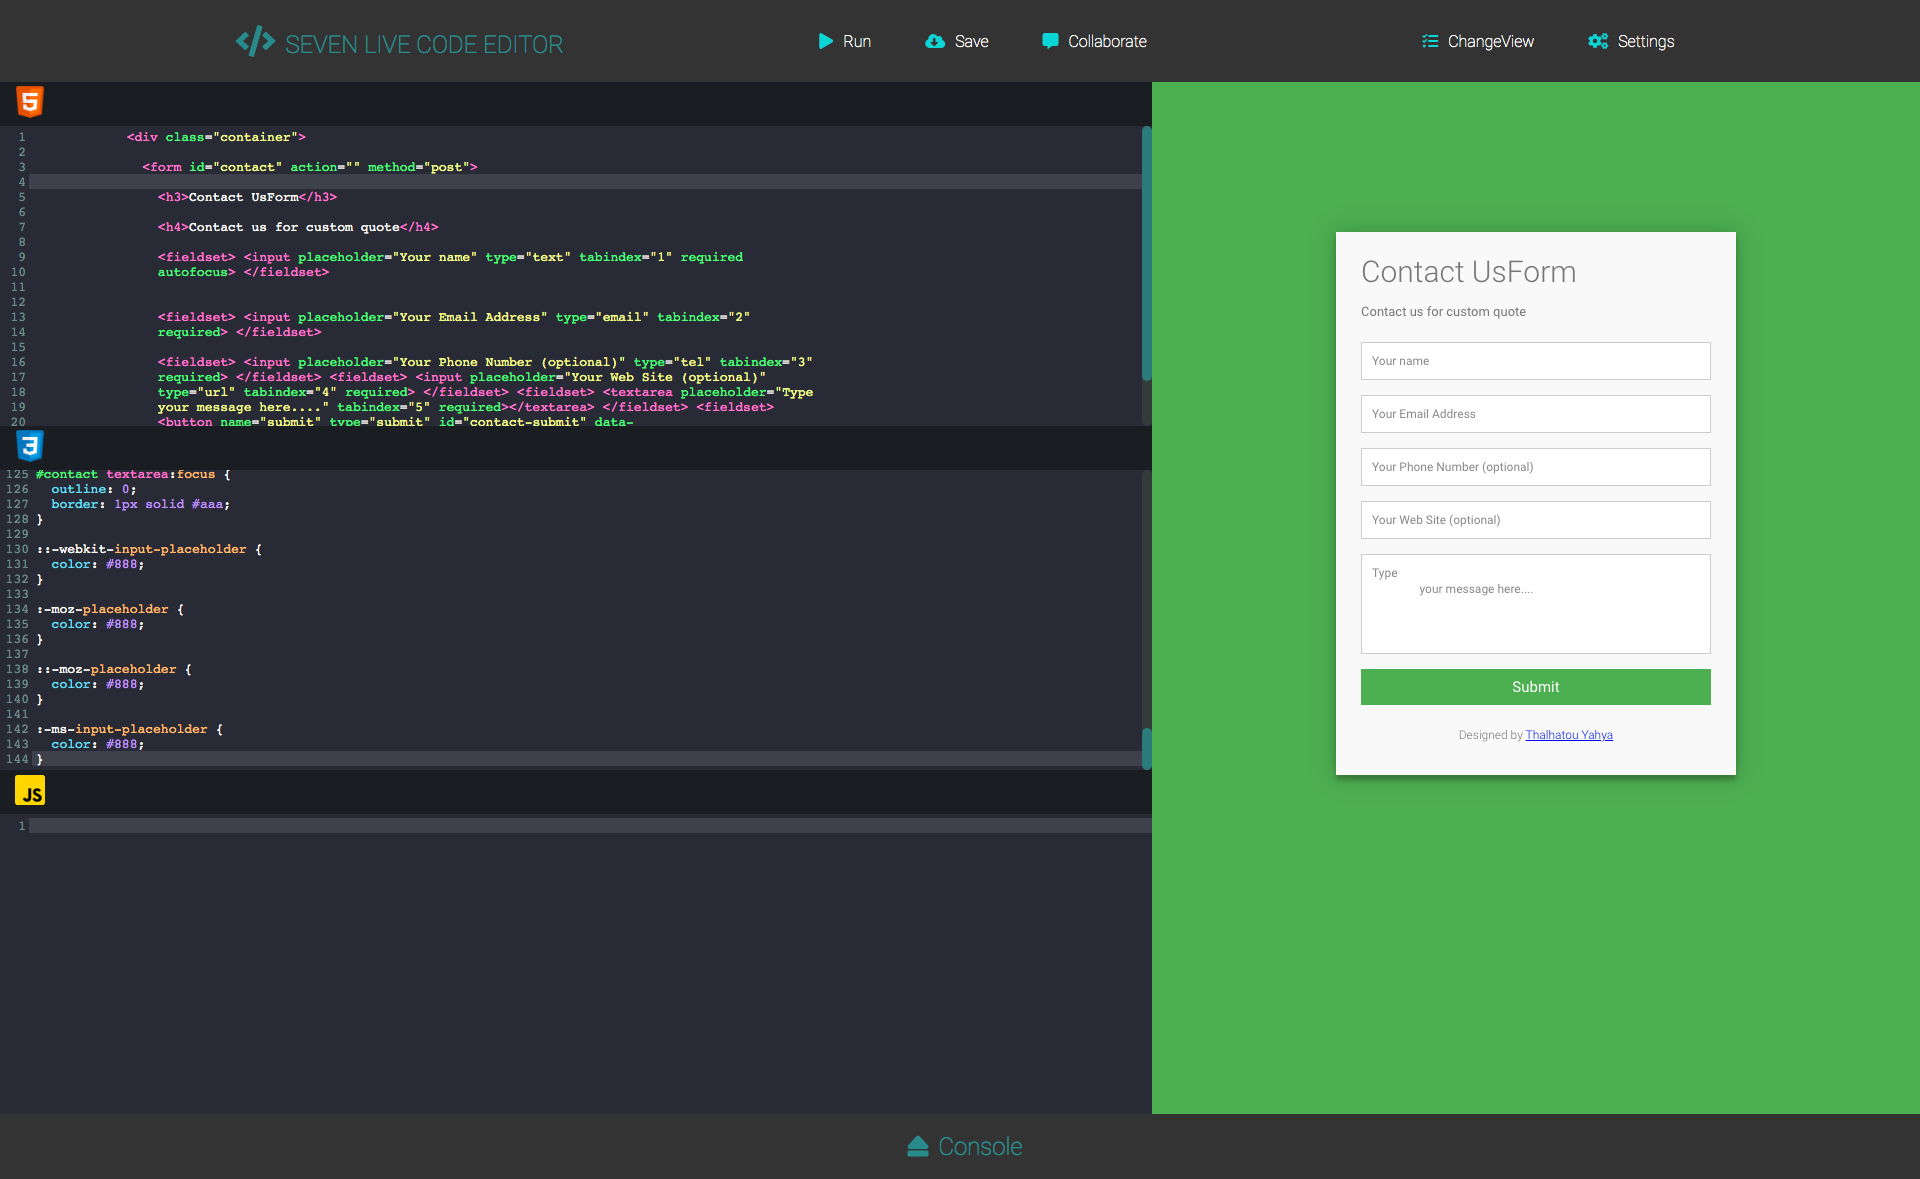 SEVEN LIVE CODE EDITOR
Run
Save
Collaborate
ChangeView
Settings
5
1 <div class="container">
2
3 <form id="contact" action="" method="post">
4
5 <h3>Contact UsForm</h3>
6
7 <h4>Contact us for custom quote</h4>
8
9 <fieldset> <input placeholder="Your name" type="text" tabindex="1" required
10 autofocus> </fieldset>
11
12
13 <fieldset> <input placeholder="Your Email Address" type="email" tabindex="2"
14 required> </fieldset>
15
16 <fieldset> <input placeholder="Your Phone Number (optional)" type="tel" tabindex="3"
17 required> </fieldset> <fieldset> <input placeholder="Your Web Site (optional)"
18 type="url" tabindex="4" required> </fieldset> <fieldset> <textarea placeholder="Type
19 your message here...." tabindex="5" required></textarea> </fieldset> <fieldset>
20 <button name="submit" type="submit" id="contact-submit" data-
3
125 #contact textarea:focus {
126 outline: 0;
127 border: 1px solid #aaa;
128 }
129
130 ::-webkit-input-placeholder {
131 color: #888;
132 }
133
134 :-moz-placeholder {
135 color: #888;
136 }
137
138 ::-moz-placeholder {
139 color: #888;
140 }
141
142 :-ms-input-placeholder {
143 color: #888;
144 }
JS
1
Contact UsForm
Contact us for custom quote
Your name
Your Email Address
Your Phone Number (optional)
Your Web Site (optional)
Type
your message here....
Submit
Designed by Thalhatou Yahya
Console